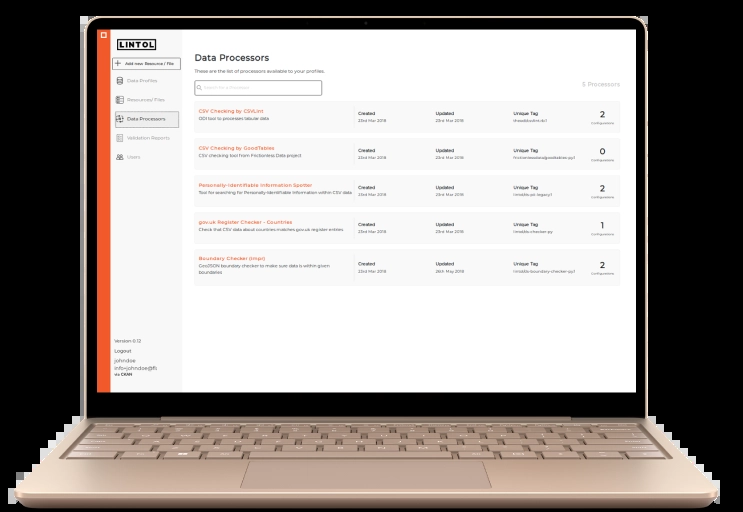 LINTOL
+ Add new Resource / File
Data Profiles
Resources/ Files
Data Processors
Validation Reports
Users
Version 0.12
Logout
johndoe
info+johndoe@fli
via CKAN
Data Processors
These are the list of processors available to your profiles.
5 Processors
CSV Checking by CSVLint
ODI tool to processes tabular data
Created
23rd Mar 2018
Updated
23rd Mar 2018
Unique Tag
2
Configurations
CSV Checking by GoodTables
CSV checking tool from Frictionless Data project
Created
23rd Mar 2018
Updated
23rd Mar 2018
Unique Tag
0
Configurations
Personally-Identifiable Information Spotter
Tool for searching for Personally-Identifiable Information within CSV data
Created
23rd Mar 2018
Updated
23rd Mar 2018
Unique Tag
2
Configurations
gov.uk Register Checker - Countries
Check that CSV data about countries matches gov.uk register entries
Created
23rd Mar 2018
Updated
23rd Mar 2018
Unique Tag
1
Configurations
Boundary Checker (Impr)
GeoJSON boundary checker to make sure data is within given
boundaries
Created
23rd Mar 2018
Updated
26th May 2018
Unique Tag
2
Configurations